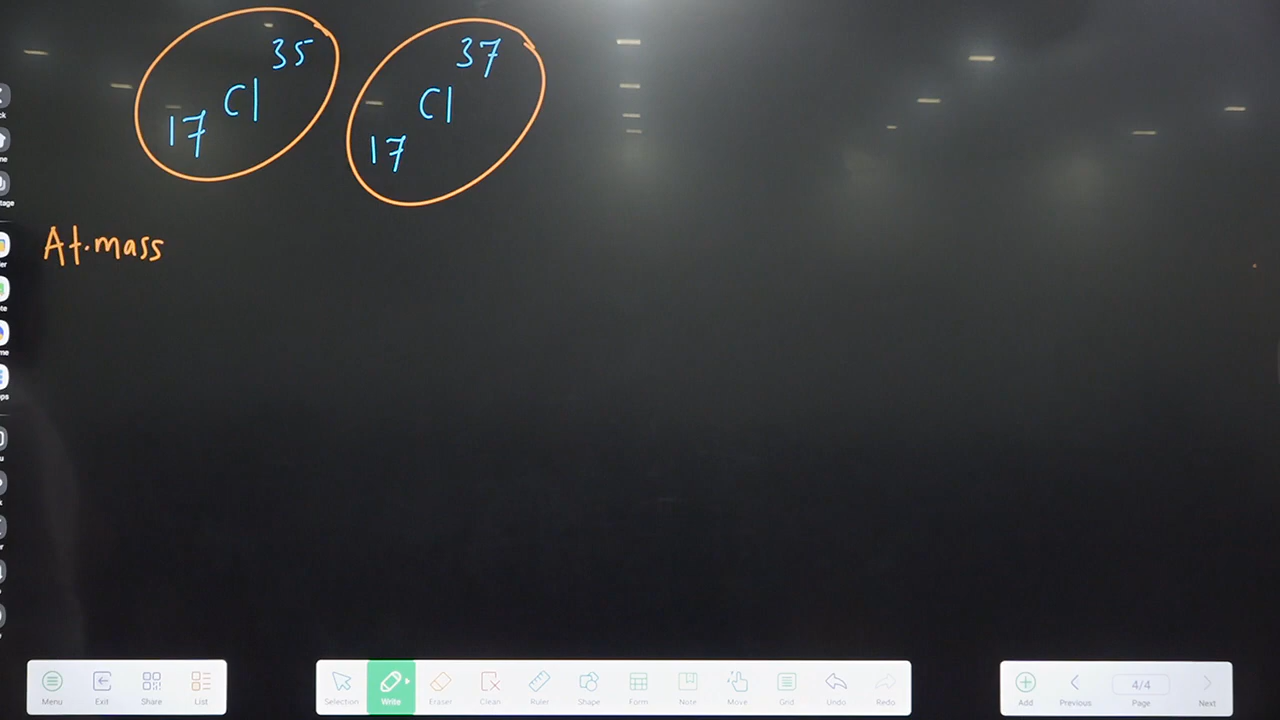 35 37
Cl Cl
17 17
At.mass
Menu Exit Share List Selection Write Eraser Clean Ruler Shape Form Note Move Grid Undo Redo Add Previous 4/4 Page Next